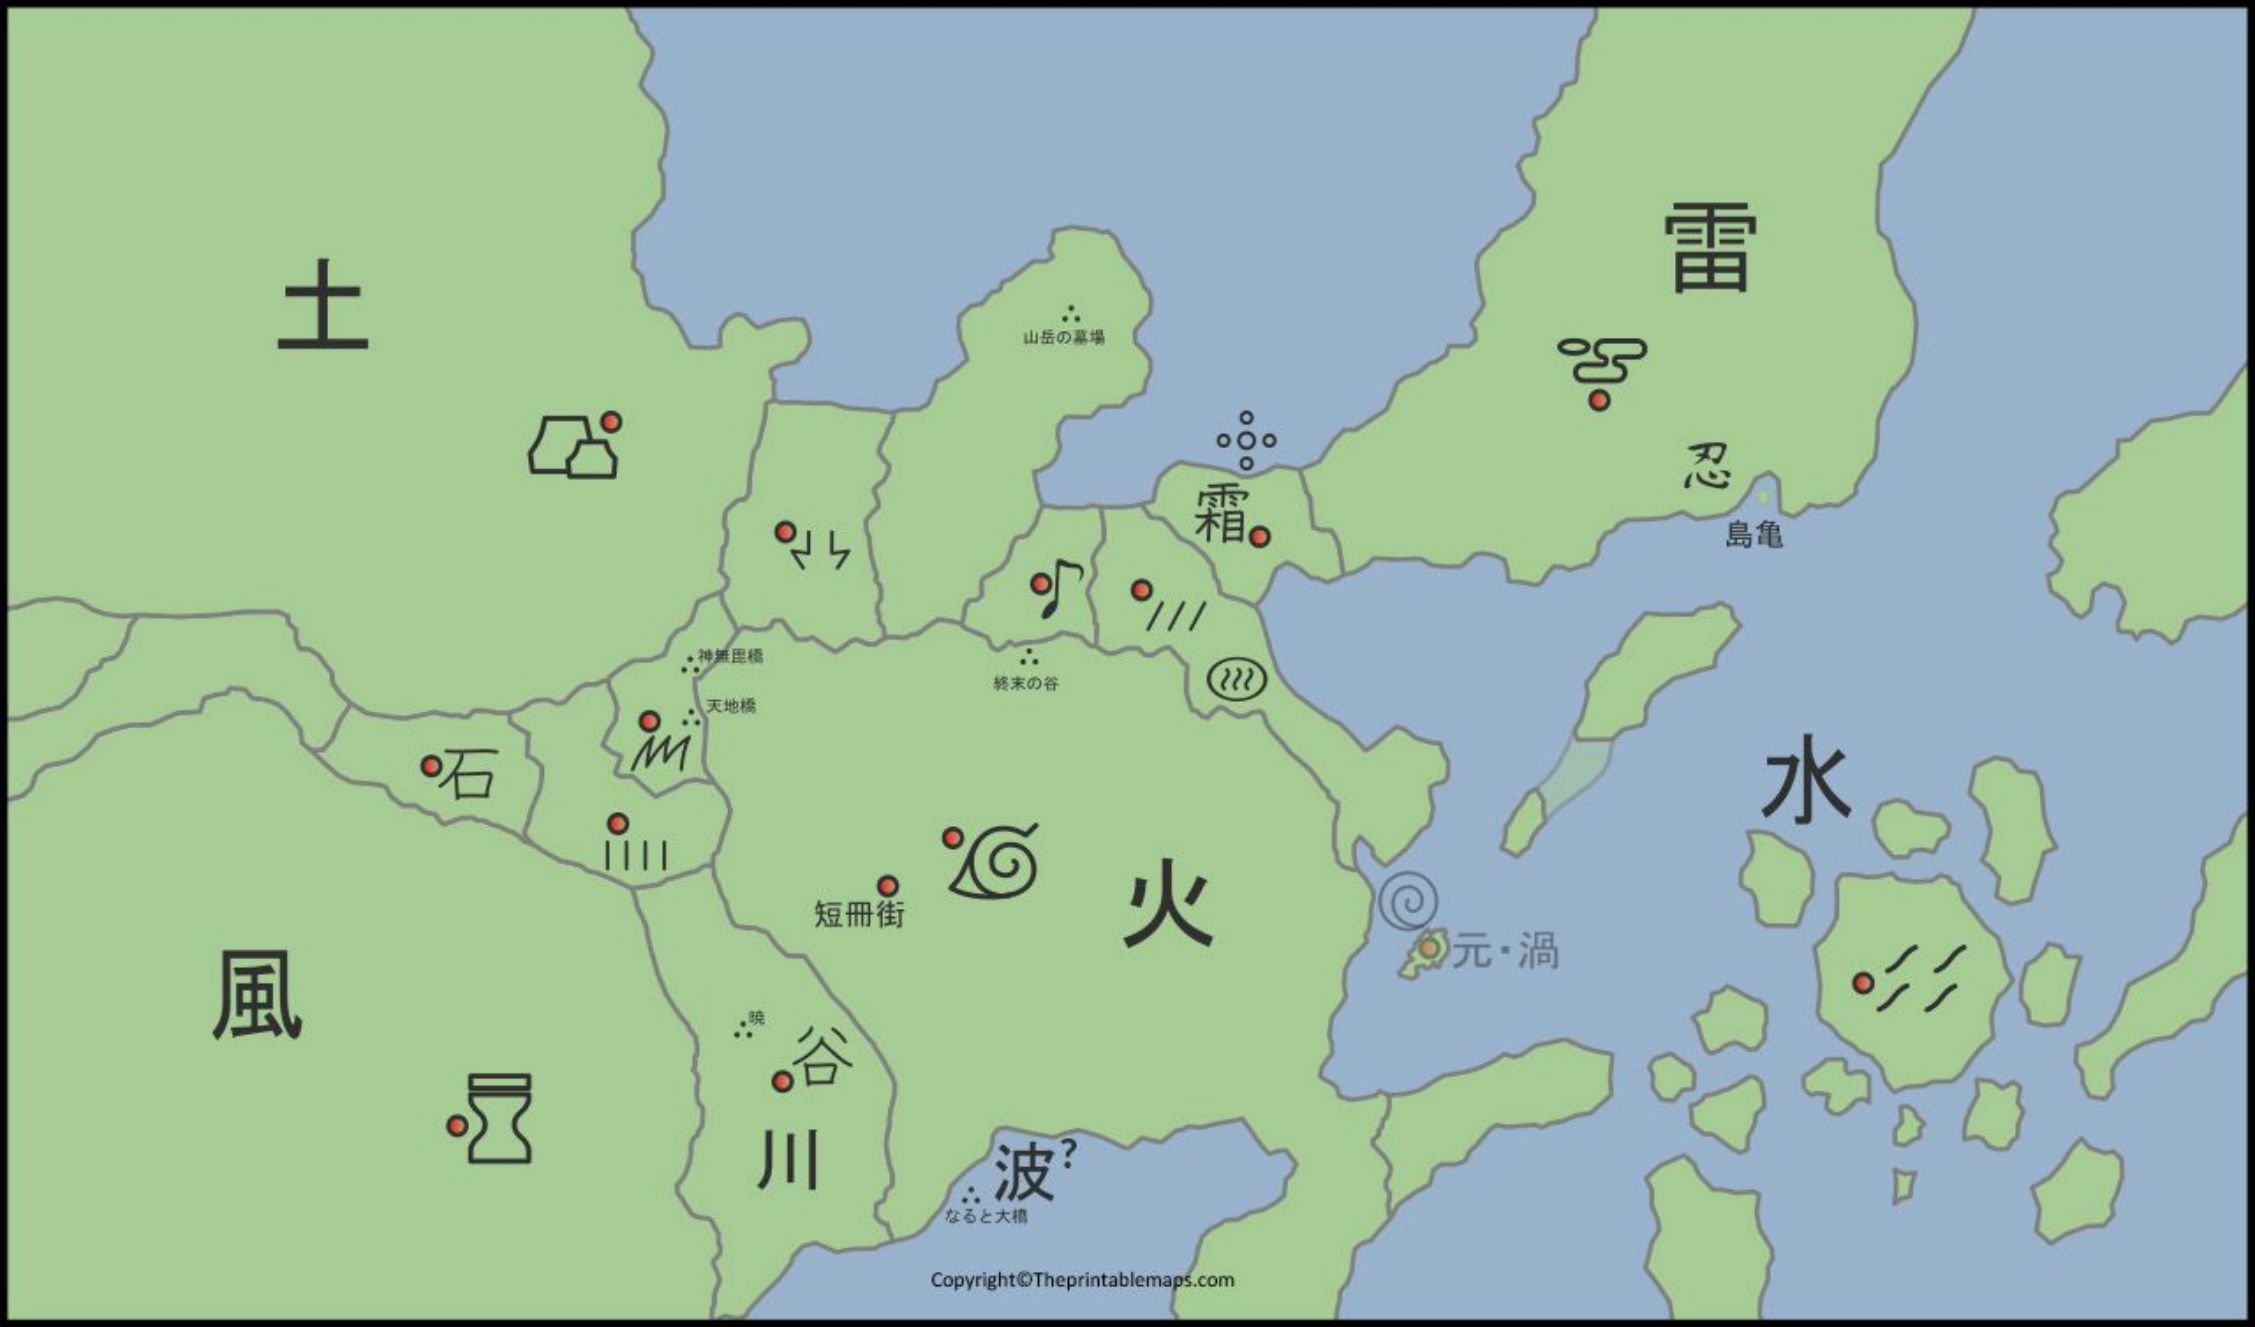 土
雷
山岳の墓場
忍
霜
島亀
神無毘橋
終末の谷
天地橋
石
水
短冊街
火
元・渦
風
暁
谷
川
波?
なると大橋
Copyright©Theprintablemaps.com